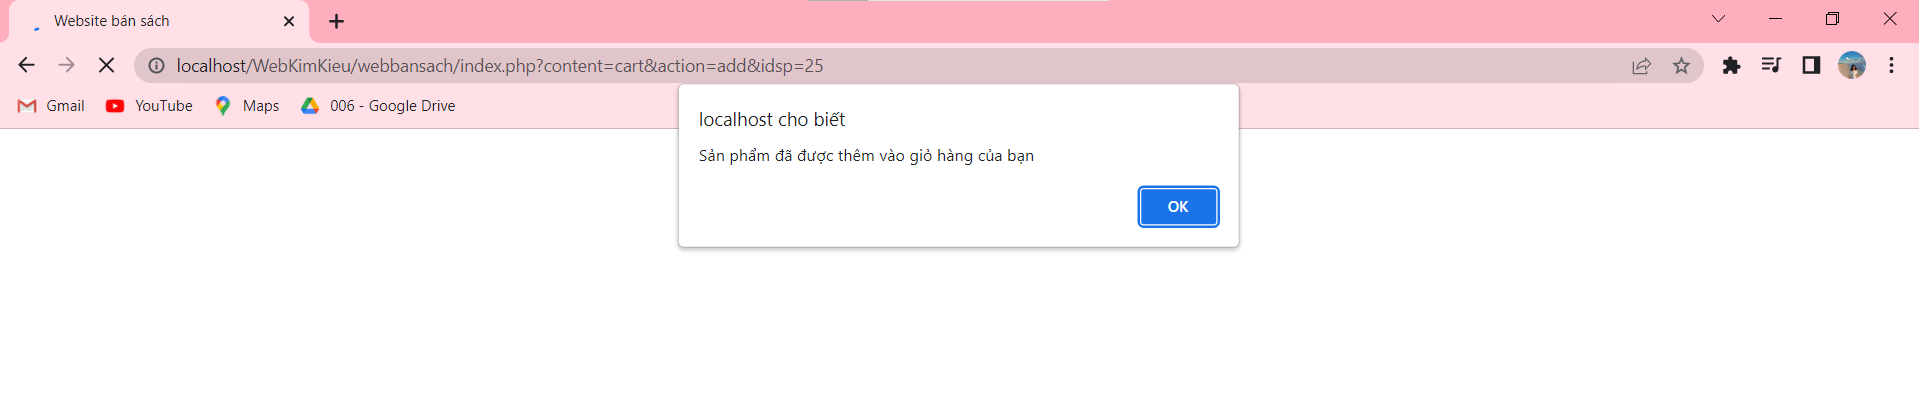 Website bán sách
localhost/WebKimKieu/webbansach/index.php?content=cart&action=add&idsp=25
Gmail YouTube Maps 006 - Google Drive
localhost cho biết
Sản phẩm đã được thêm vào giỏ hàng của bạn
OK